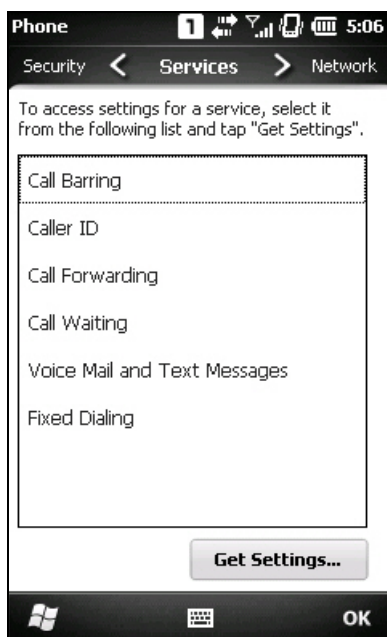 Phone 1 5:06
Security < Services > Network
To access settings for a service, select it
from the following list and tap "Get Settings".
Call Barring
Caller ID
Call Forwarding
Call Waiting
Voice Mail and Text Messages
Fixed Dialing
Get Settings...
OK